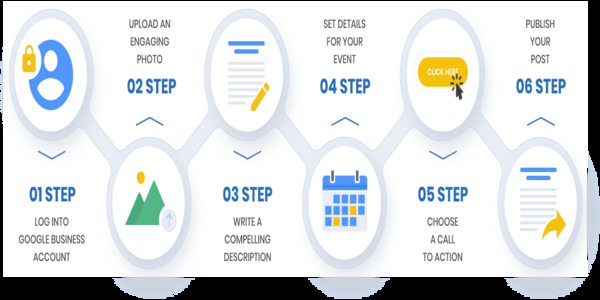 01 STEP
LOG INTO
GOOGLE BUSINESS
ACCOUNT
UPLOAD AN
ENGAGING
PHOTO
02 STEP
03 STEP
WRITE A
COMPELLING
DESCRIPTION
SET DETAILS
FOR YOUR
EVENT
04 STEP
CLICK HERE
05 STEP
CHOOSE
A CALL
TO ACTION
PUBLISH
YOUR
POST
06 STEP